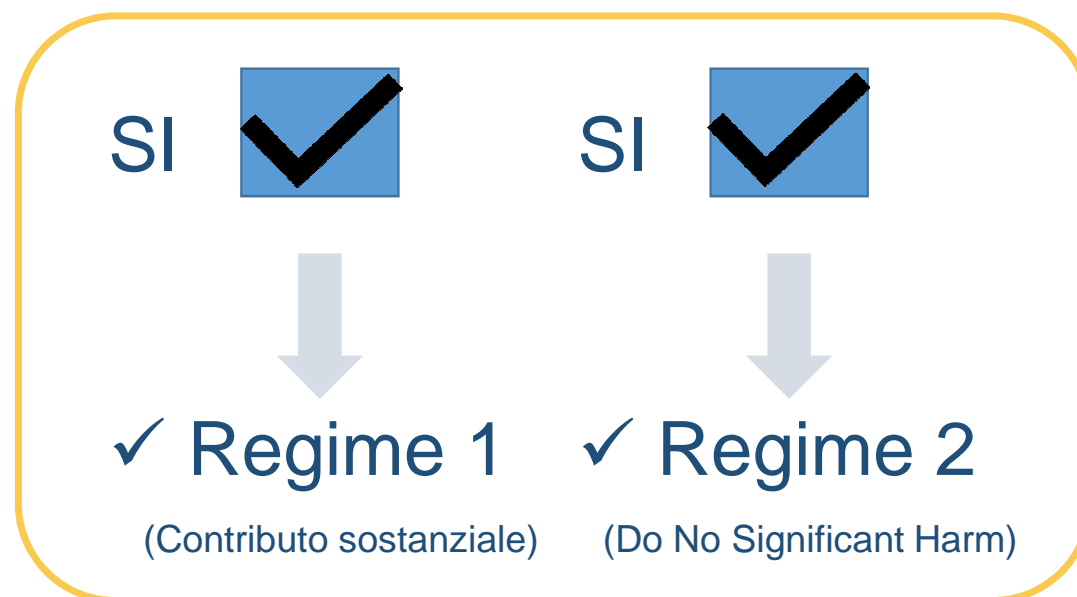 SI SI
✓ Regime 1 ✓ Regime 2
(Contributo sostanziale) (Do No Significant Harm)